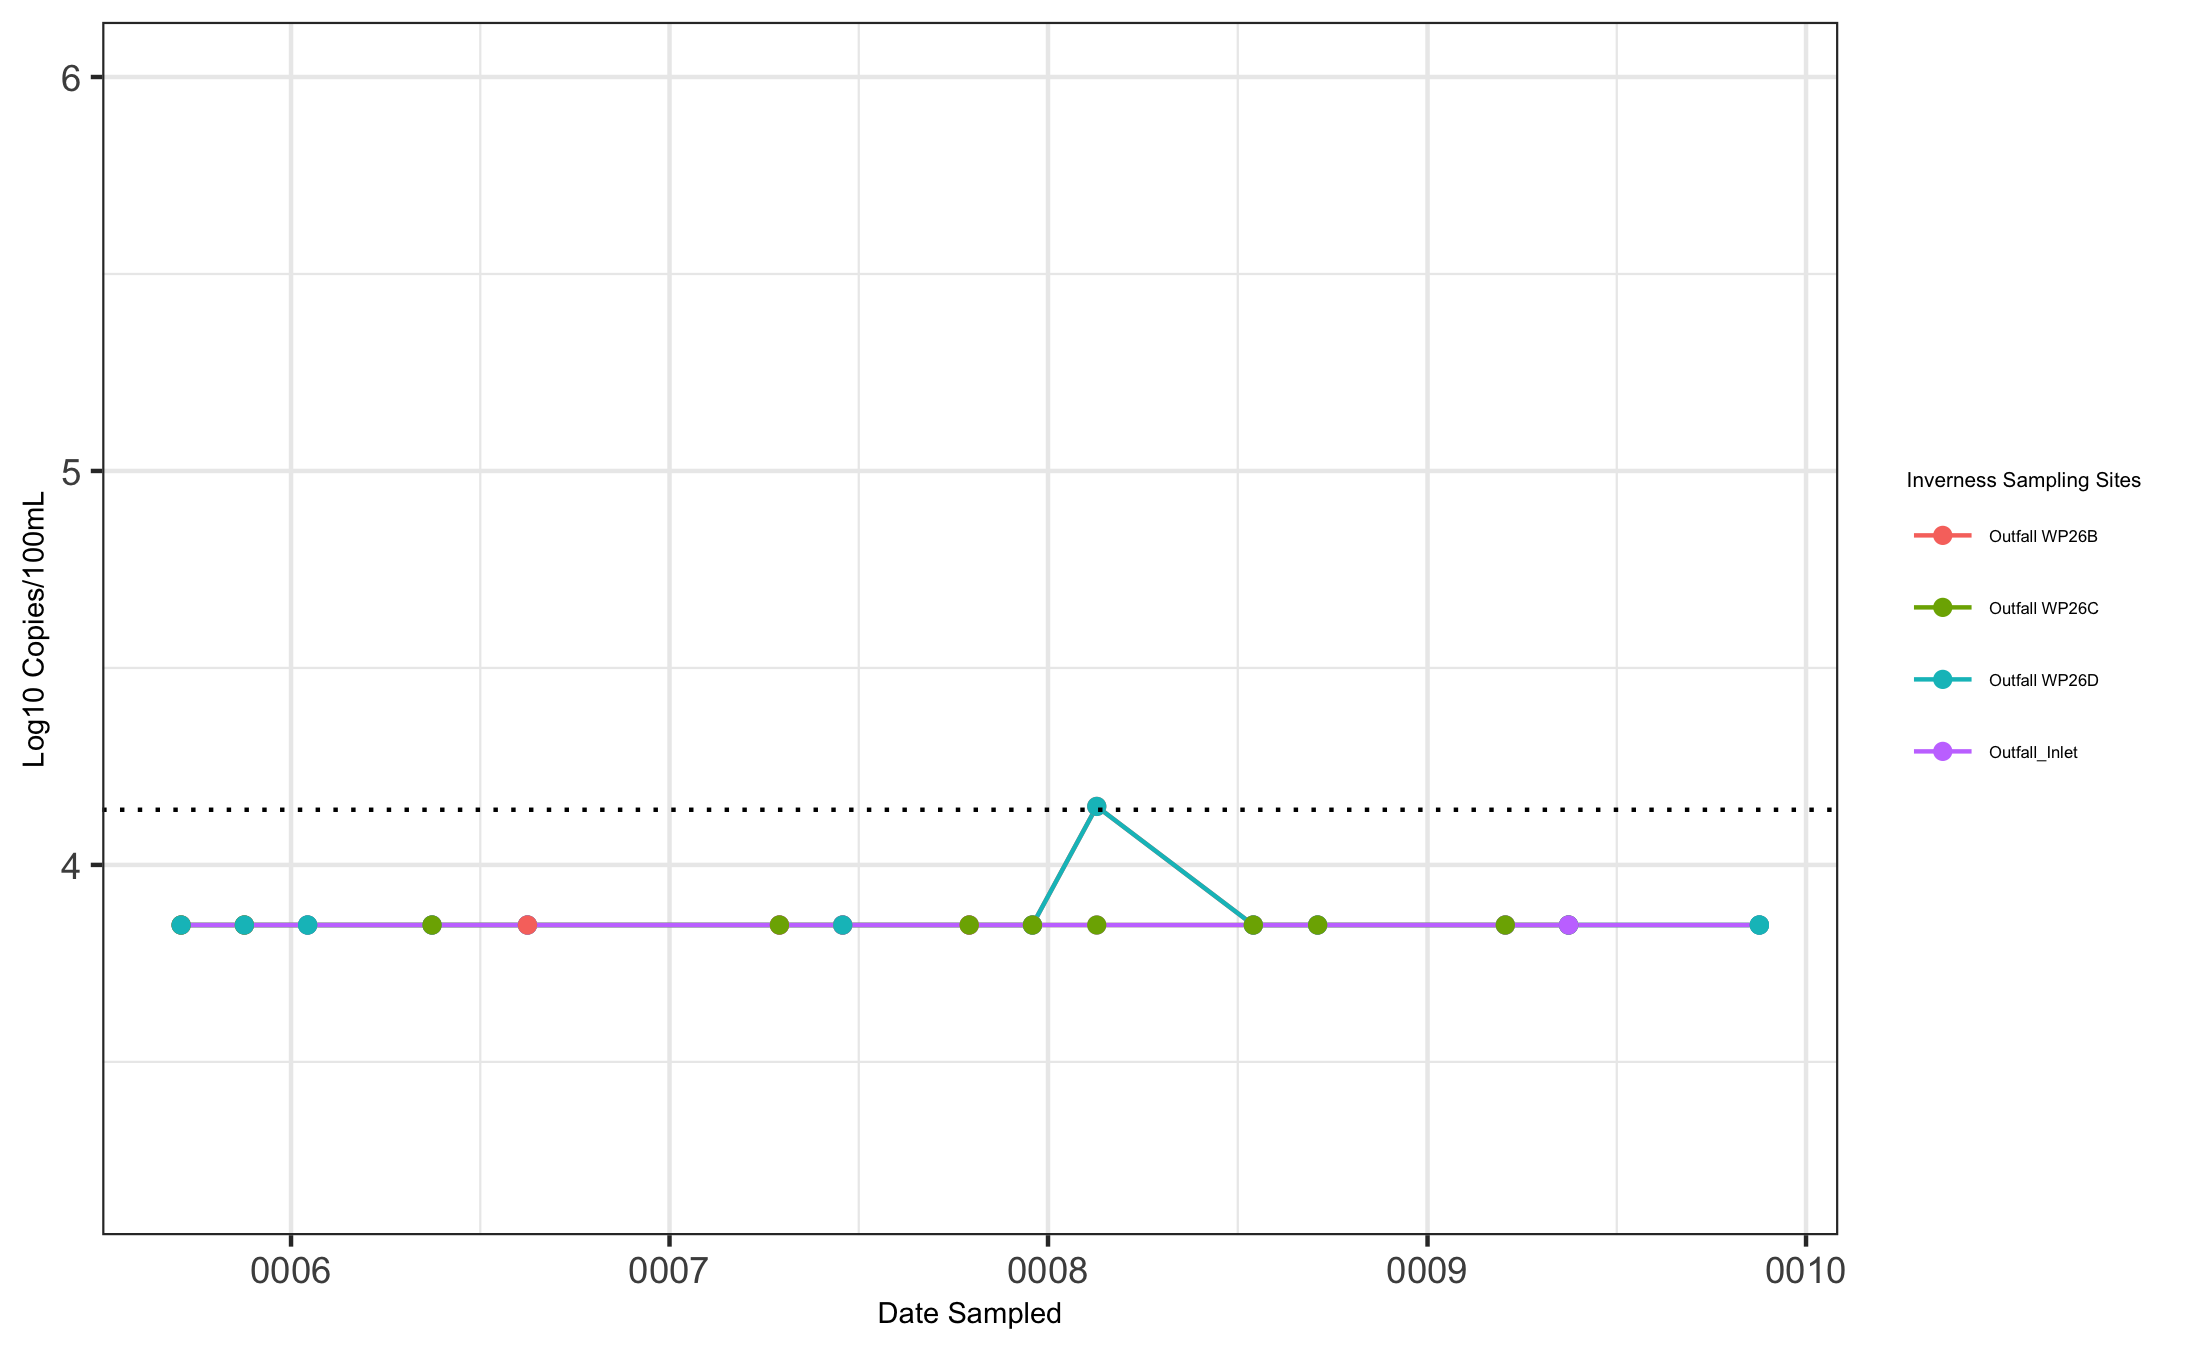 6
5
4
Log10 Copies/100mL
0006 0007 0008 0009 0010
Date Sampled
Inverness Sampling Sites
Outfall WP26B
Outfall WP26C
Outfall WP26D
Outfall_Inlet